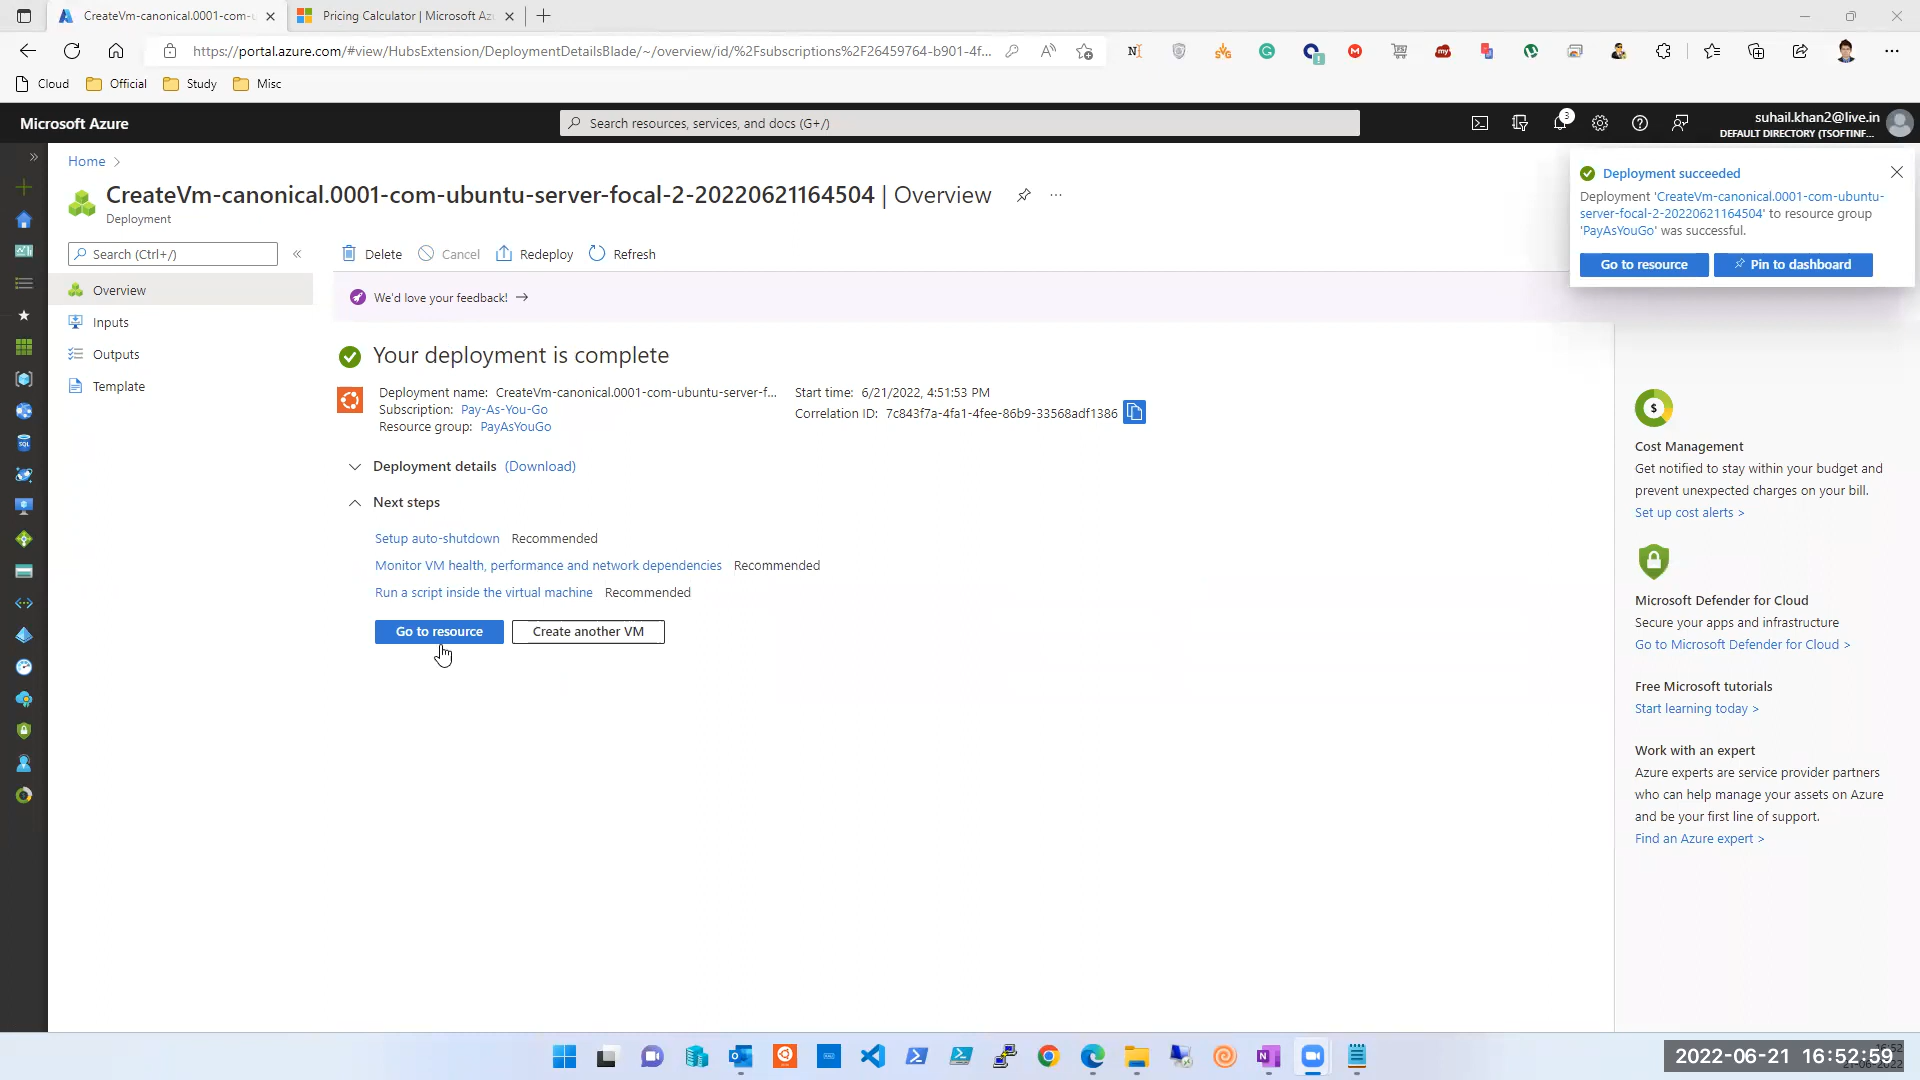 CreateVm-canonical.0001-com-u
Pricing Calculator | Microsoft Az
https://portal.azure.com/#view/HubsExtension/DeploymentDetailsBlade/~/overview/id/%2Fsubscriptions%2F26459764-b901-4f...
Cloud
Official
Study
Misc
Microsoft Azure
Search resources, services, and docs (G+/)
3
suhail.khan2@live.in
DEFAULT DIRECTORY (TSOFTINF...
Home
CreateVm-canonical.0001-com-ubuntu-server-focal-2-20220621164504 | Overview
Deployment
Search (Ctrl+/)
Delete
Cancel
Redeploy
Refresh
Overview
Inputs
Outputs
Template
We'd love your feedback! →
Your deployment is complete
Deployment name: CreateVm-canonical.0001-com-ubuntu-server-f...
Subscription: Pay-As-You-Go
Resource group: PayAsYouGo
Start time: 6/21/2022, 4:51:53 PM
Correlation ID: 7c843f7a-4fa1-4fee-86b9-33568adf1386
Deployment details (Download)
Next steps
Setup auto-shutdown Recommended
Monitor VM health, performance and network dependencies Recommended
Run a script inside the virtual machine Recommended
Go to resource
Create another VM
Deployment succeeded
Deployment 'CreateVm-canonical.0001-com-ubuntu-
server-focal-2-20220621164504' to resource group
'PayAsYouGo' was successful.
Go to resource
Pin to dashboard
Cost Management
Get notified to stay within your budget and
prevent unexpected charges on your bill.
Set up cost alerts >
Microsoft Defender for Cloud
Secure your apps and infrastructure
Go to Microsoft Defender for Cloud >
Free Microsoft tutorials
Start learning today >
Work with an expert
Azure experts are service provider partners
who can help manage your assets on Azure
and be your first line of support.
Find an Azure expert >
2022-06-21 16:52:59